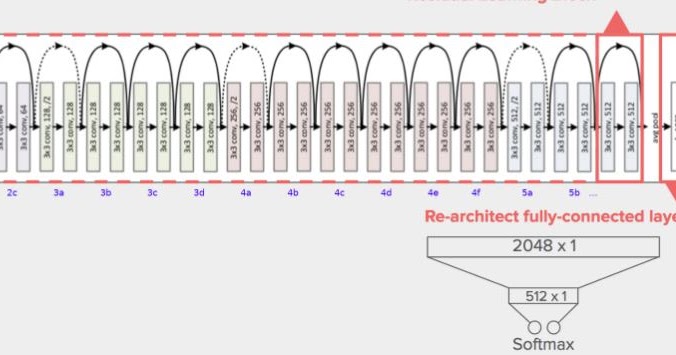 3x3 conv, 64
3x3 conv, 128, /2
3x3 conv, 128
3x3 conv, 128
3x3 conv, 128
3x3 conv, 128
3x3 conv, 128
3x3 conv, 128
3x3 conv, 128
3x3 conv, 256, /2
3x3 conv, 256
3x3 conv, 256
3x3 conv, 256
3x3 conv, 256
3x3 conv, 256
3x3 conv, 256
3x3 conv, 256
3x3 conv, 256
3x3 conv, 256
3x3 conv, 256
3x3 conv, 256
3x3 conv, 512, /2
3x3 conv, 512
3x3 conv, 512
3x3 conv, 512
3x3 conv, 512
3x3 conv, 512
avg pool
2c 3a 3b 3c 3d 4a 4b 4c 4d 4e 4f 5a 5b ...
Re-architect fully-connected laye
2048 x 1
512 x 1
Softmax